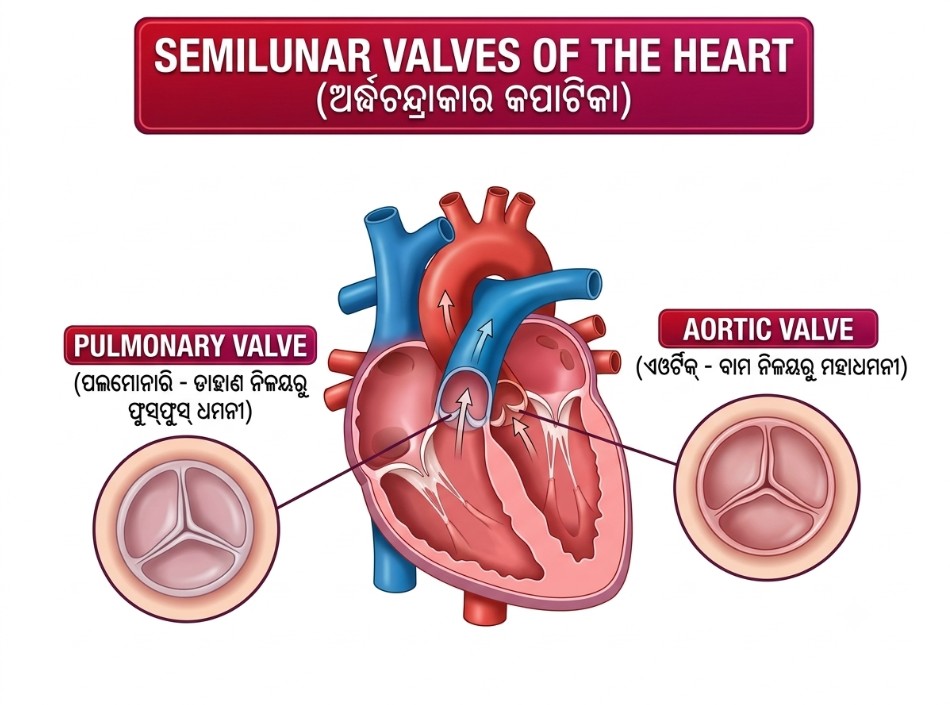 SEMILUNAR VALVES OF THE HEART
(ଅର୍ଦ୍ଧଚନ୍ଦ୍ରାକାର କପାଟିକା)
PULMONARY VALVE
(ପଲମୋନାରି - ଡାହାଣ ନିଳୟରୁ
ଫୁସ୍‌ଫୁସ୍ ଧମନୀ)
AORTIC VALVE
(ଏଓର୍ଟିକ୍ - ବାମ ନିଳୟରୁ ମହାଧମନୀ)